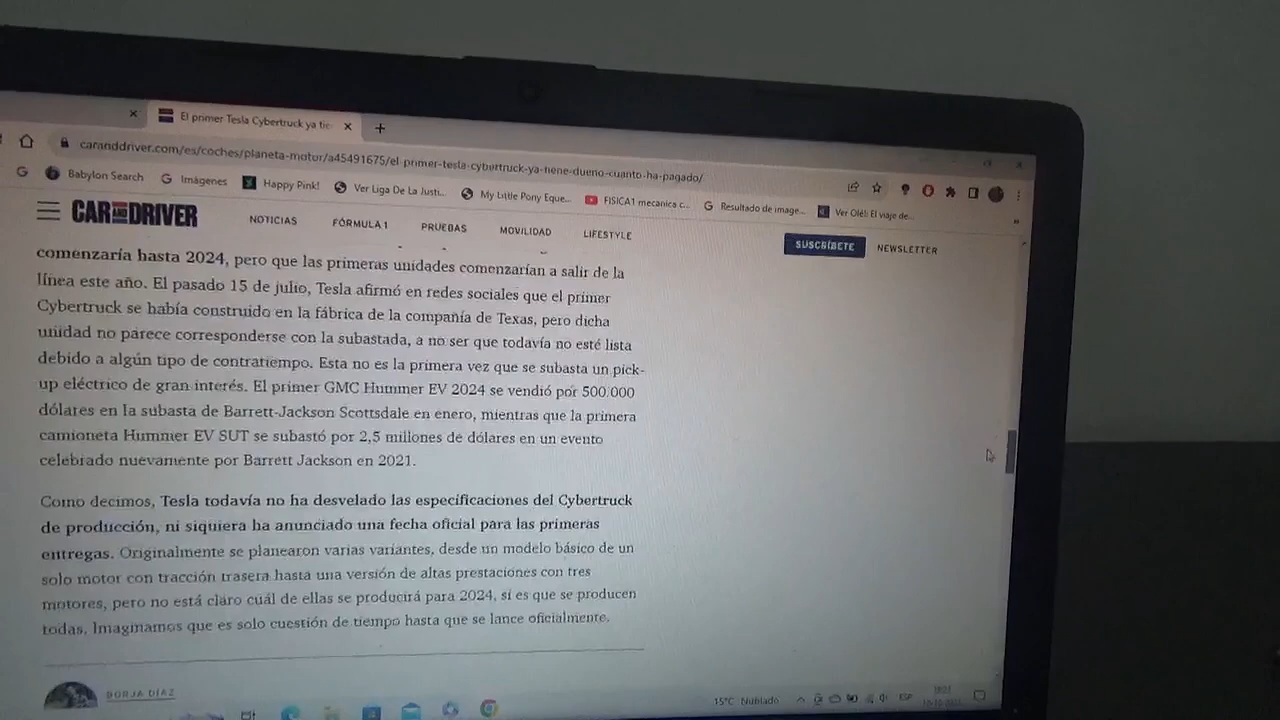 El primer Tesla Cybertruck ya tie
caranddriver.com/es/coches/planeta-motor/a45491675/el-primer-tesla-cybertruck-ya-tiene-dueno-cuanto-ha-pagado/
Babylon Search
Imágenes
Happy Pink!
Ver Liga De La Justi...
My Little Pony Eque...
FISICA1 mecanica c...
Resultado de image...
Ver Olé!: El viaje de...
CAR AND DRIVER
NOTICIAS
FÓRMULA 1
PRUEBAS
MOVILIDAD
LIFESTYLE
SUSCRÍBETE
NEWSLETTER
comenzaría hasta 2024, pero que las primeras unidades comenzarían a salir de la
línea este año. El pasado 15 de julio, Tesla afirmó en redes sociales que el primer
Cybertruck se había construido en la fábrica de la compañía de Texas, pero dicha
unidad no parece corresponderse con la subastada, a no ser que todavía no esté lista
debido a algún tipo de contratiempo. Esta no es la primera vez que se subasta un pick-
up eléctrico de gran interés. El primer GMC Hummer EV 2024 se vendió por 500.000
dólares en la subasta de Barrett-Jackson Scottsdale en enero, mientras que la primera
camioneta Hummer EV SUT se subastó por 2,5 millones de dólares en un evento
celebrado nuevamente por Barrett Jackson en 2021.
Como decimos, Tesla todavía no ha desvelado las especificaciones del Cybertruck
de producción, ni siquiera ha anunciado una fecha oficial para las primeras
entregas. Originalmente se planearon varias variantes, desde un modelo básico de un
solo motor con tracción trasera hasta una versión de altas prestaciones con tres
motores, pero no está claro cuál de ellas se producirá para 2024, si es que se producen
todas. Imaginamos que es solo cuestión de tiempo hasta que se lance oficialmente.
BORJA DÍAZ
15°C Nublado
ESP